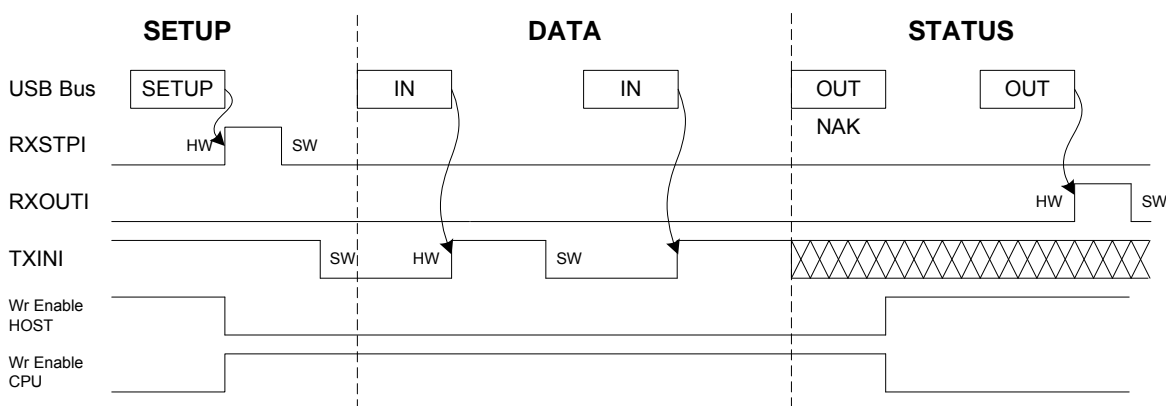 SETUP DATA STATUS
USB Bus SETUP IN IN OUT OUT
NAK
RXSTPI HW SW
RXOUTI HW SW
TXINI SW HW SW
Wr Enable
HOST
Wr Enable
CPU